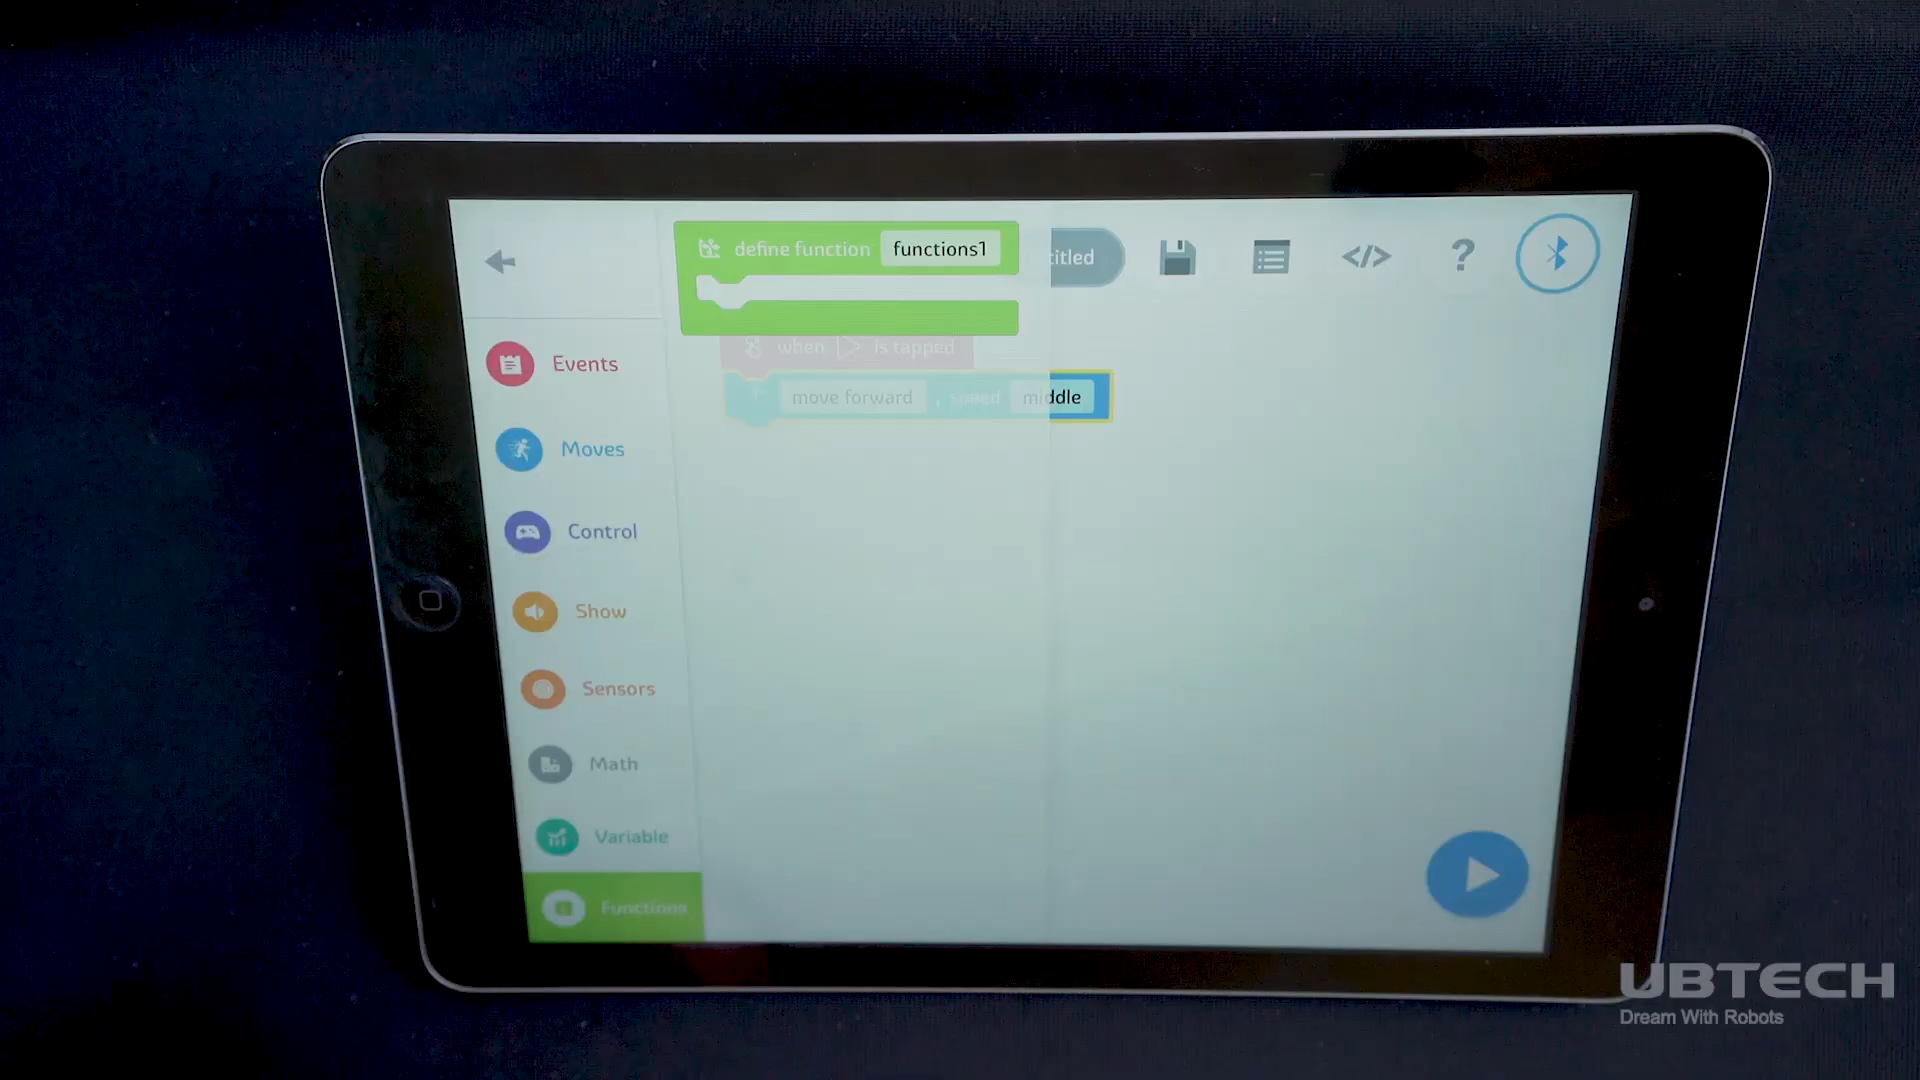 define function functions1
titled
</>
?
when is tapped
move forward , speed middle
Events
Moves
Control
Show
Sensors
Math
Variable
Functions
UBTECH
Dream With Robots